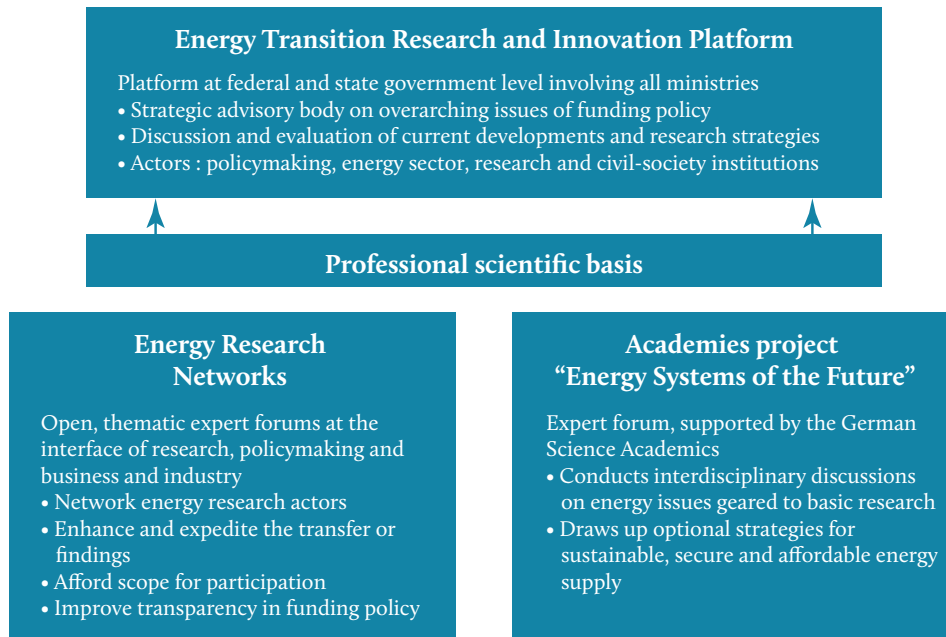 Energy Transition Research and Innovation Platform
Platform at federal and state government level involving all ministries
• Strategic advisory body on overarching issues of funding policy
• Discussion and evaluation of current developments and research strategies
• Actors : policymaking, energy sector, research and civil-society institutions
Professional scientific basis
Energy Research
Networks
Open, thematic expert forums at the
interface of research, policymaking and
business and industry
• Network energy research actors
• Enhance and expedite the transfer or
findings
• Afford scope for participation
• Improve transparency in funding policy
Academies project
“Energy Systems of the Future”
Expert forum, supported by the German
Science Academics
• Conducts interdisciplinary discussions
on energy issues geared to basic research
• Draws up optional strategies for
sustainable, secure and affordable energy
supply